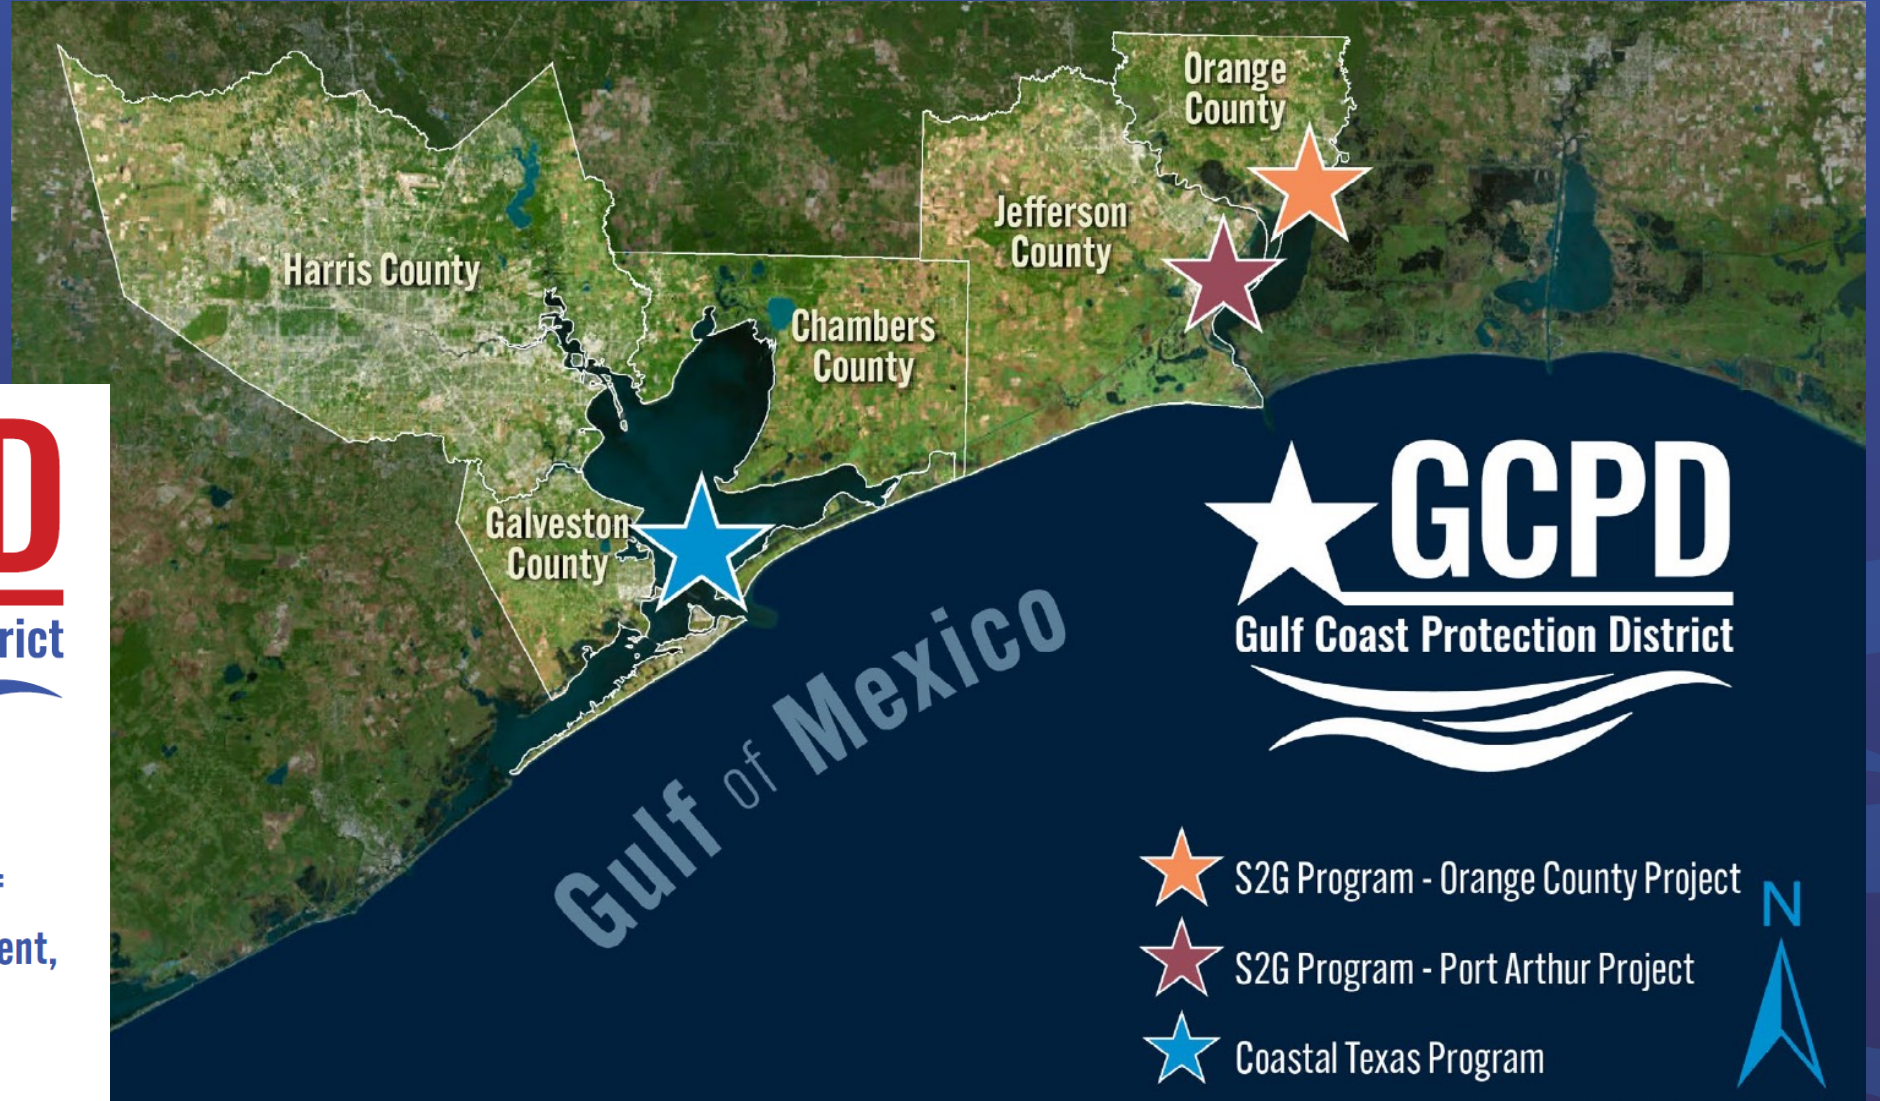 Orange
County
Jefferson
County
Harris County
Chambers
County
Galveston
County
Gulf of Mexico
GCPD
Gulf Coast Protection District
S2G Program - Orange County Project
S2G Program - Port Arthur Project
Coastal Texas Program
N
D
rict
ent,